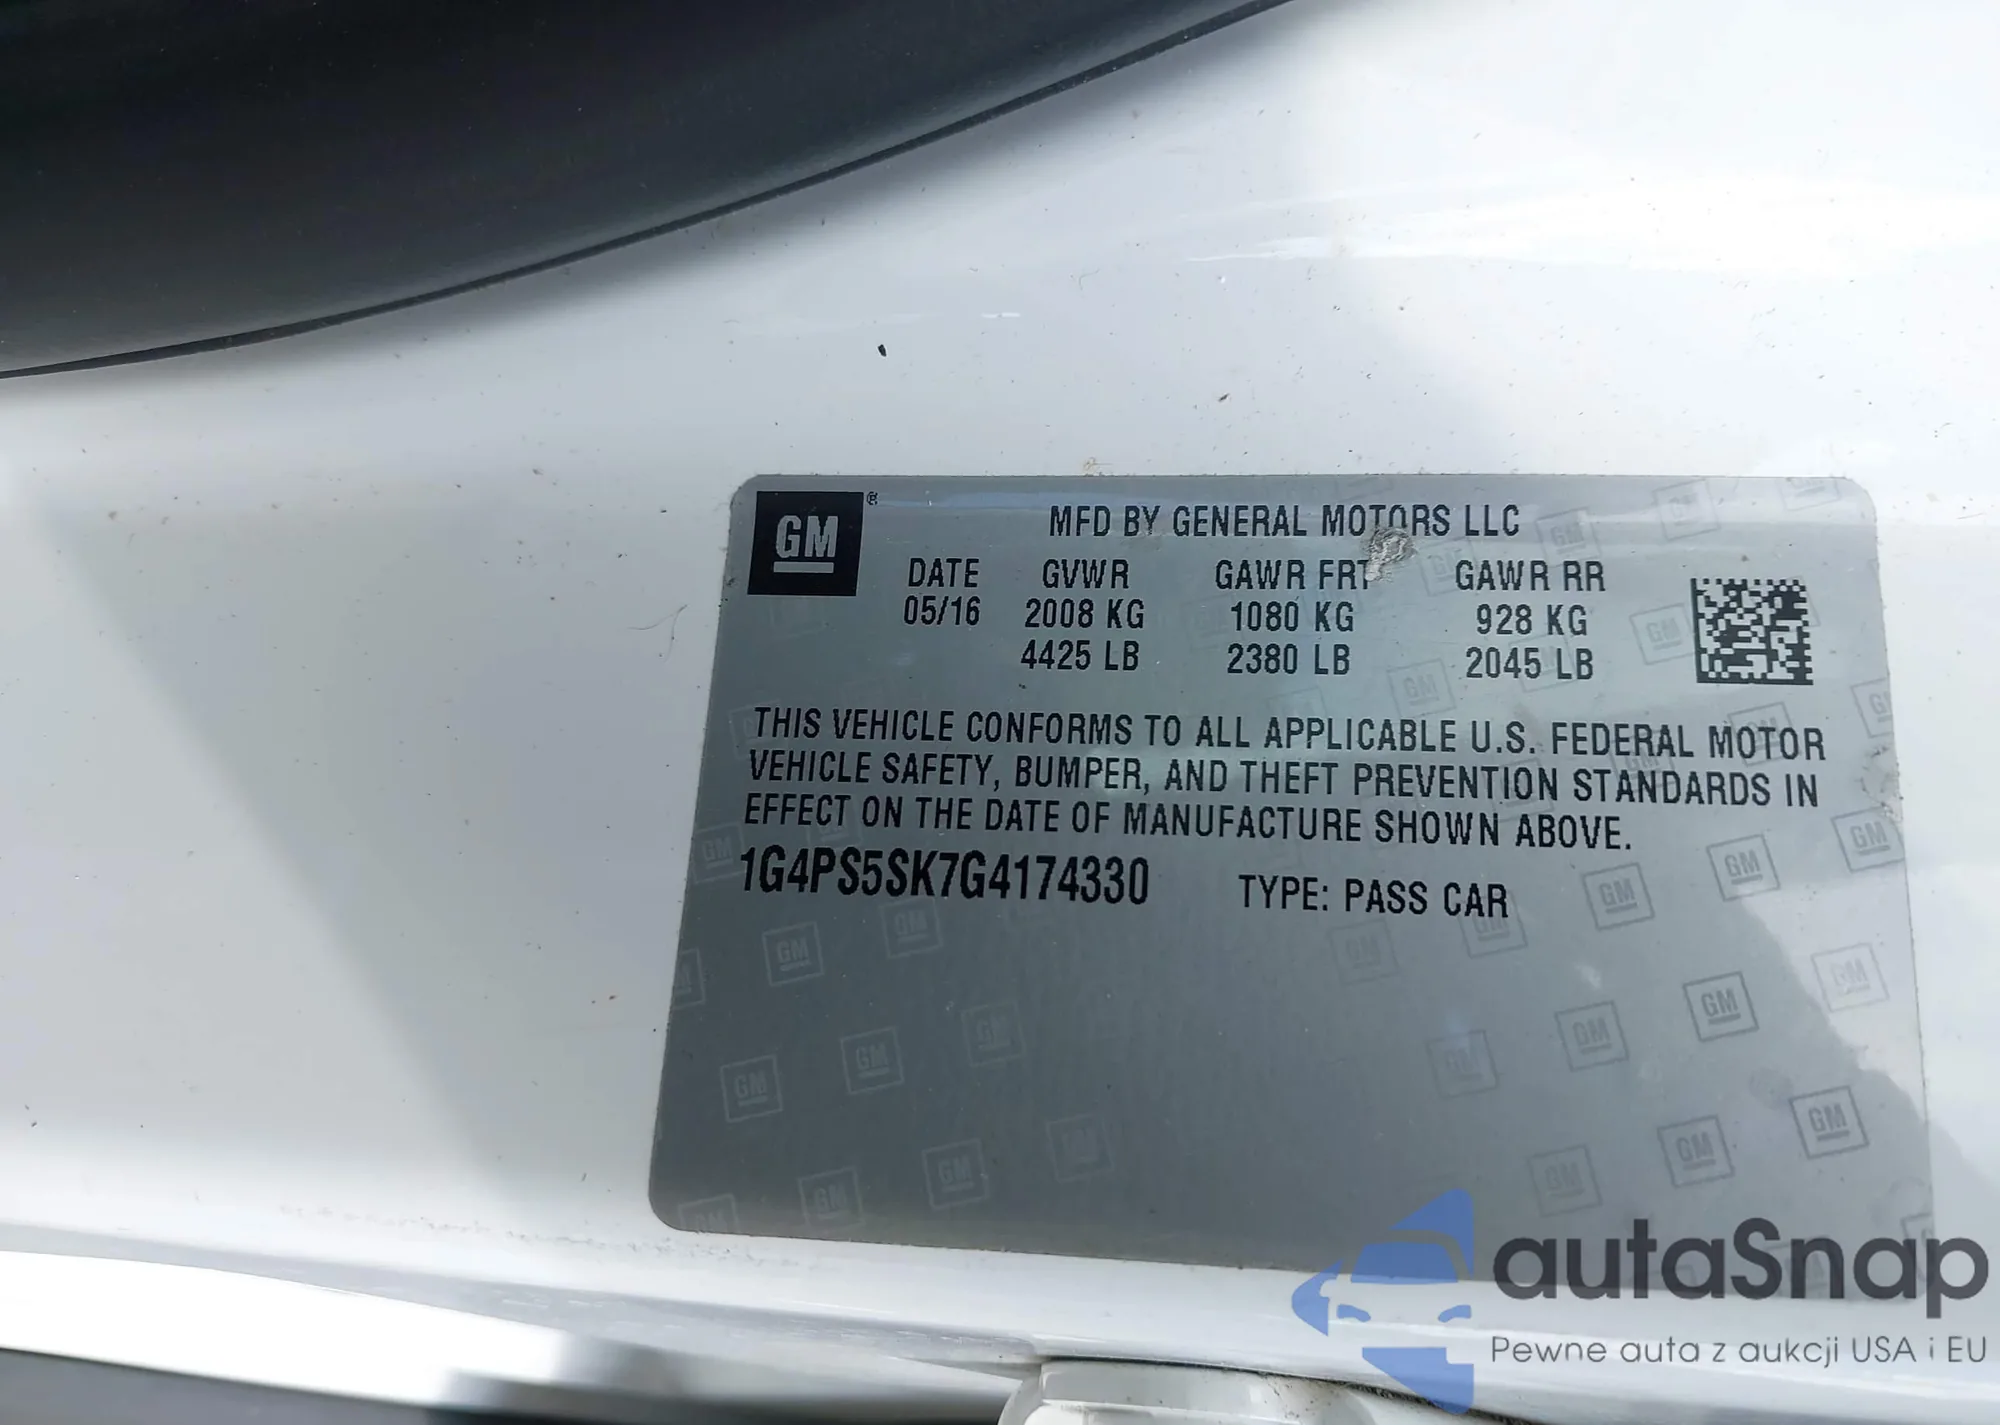 GM ®
MFD BY GENERAL MOTORS LLC
DATE GVWR GAWR FRT GAWR RR
05/16 2008 KG 1080 KG 928 KG
4425 LB 2380 LB 2045 LB
THIS VEHICLE CONFORMS TO ALL APPLICABLE U.S. FEDERAL MOTOR
VEHICLE SAFETY, BUMPER, AND THEFT PREVENTION STANDARDS IN
EFFECT ON THE DATE OF MANUFACTURE SHOWN ABOVE.
1G4PS5SK7G4174330 TYPE: PASS CAR
autaSnap
Pewne auta z aukcji USA i EU